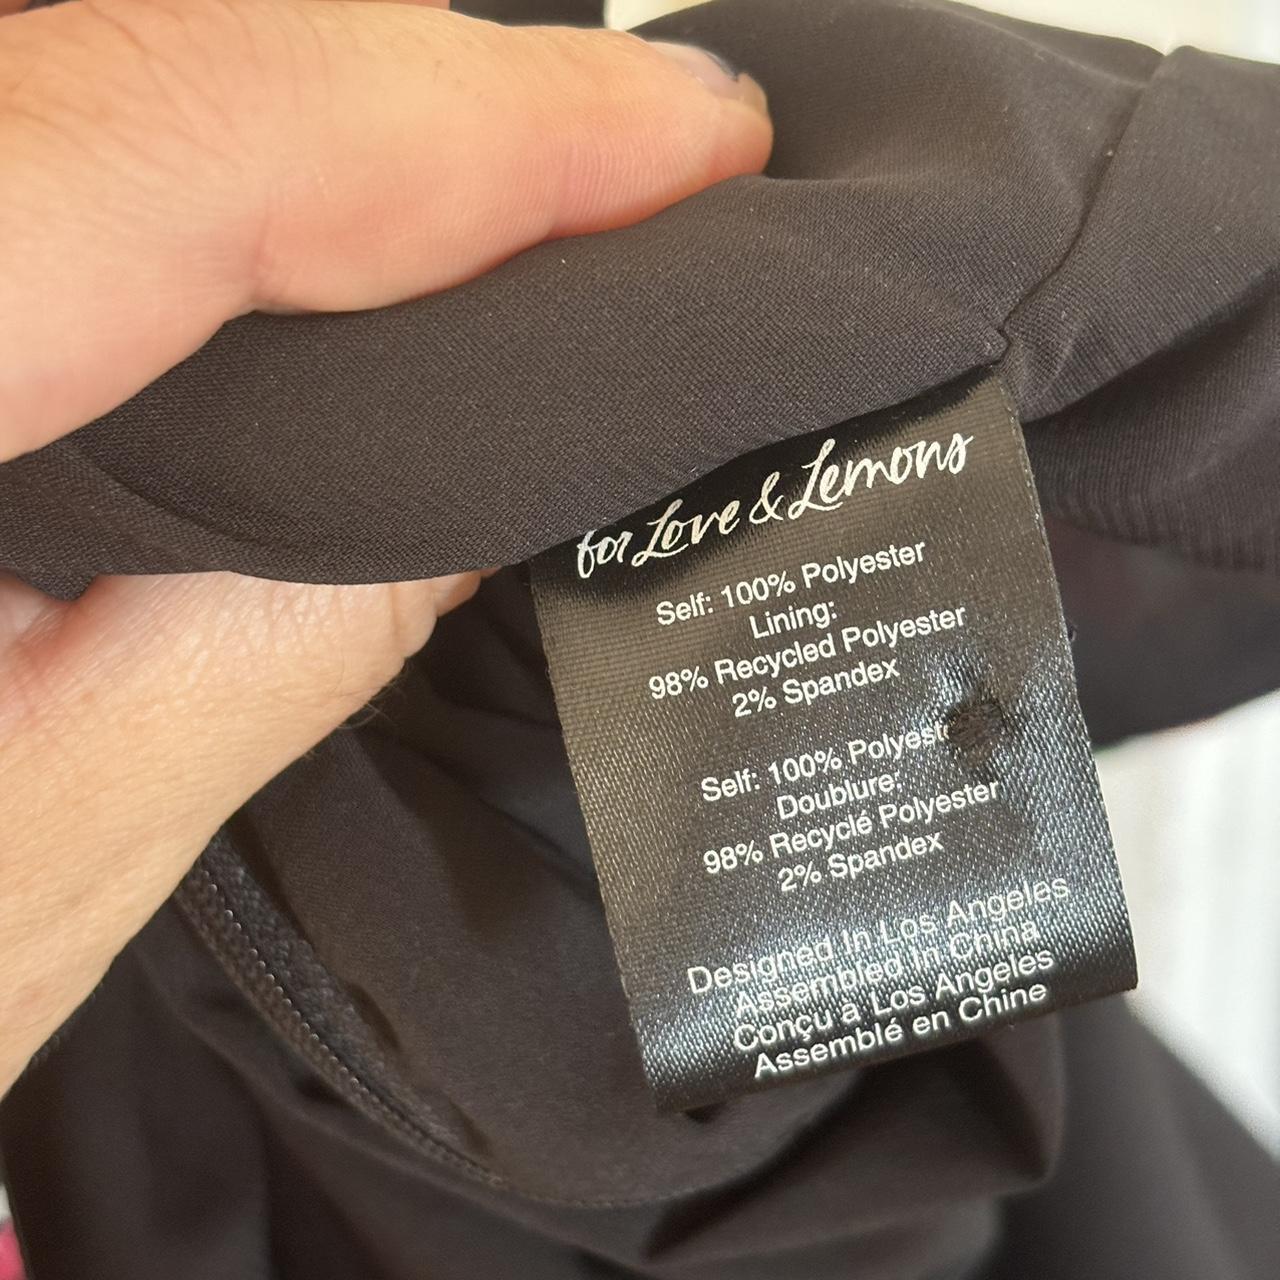 for Love & Lemons
Self: 100% Polyester
Lining:
98% Recycled Polyester
2% Spandex
Self: 100%
Doublure:
98% Recyclé Polyester
2% Spandex
Designed In Los Angeles
Assembled In China
Conçu a Los Angeles
Assemblé en Chine